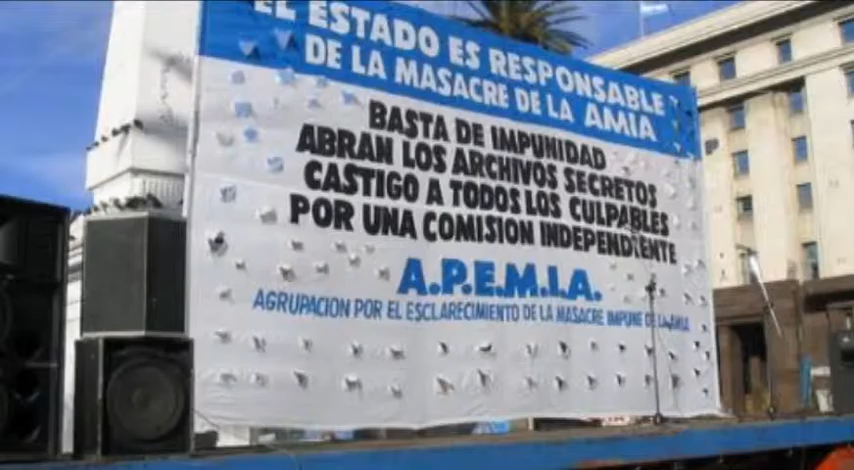 EL ESTADO ES RESPONSABLE
DE LA MASACRE DE LA AMIA
BASTA DE IMPUNIDAD
ABRAN LOS ARCHIVOS SECRETOS
CASTIGO A TODOS LOS CULPABLES
POR UNA COMISION INDEPENDIENTE
A.P.E.M.I.A.
AGRUPACION POR EL ESCLARECIMIENTO DE LA MASACRE IMPUNE DE LA AMIA